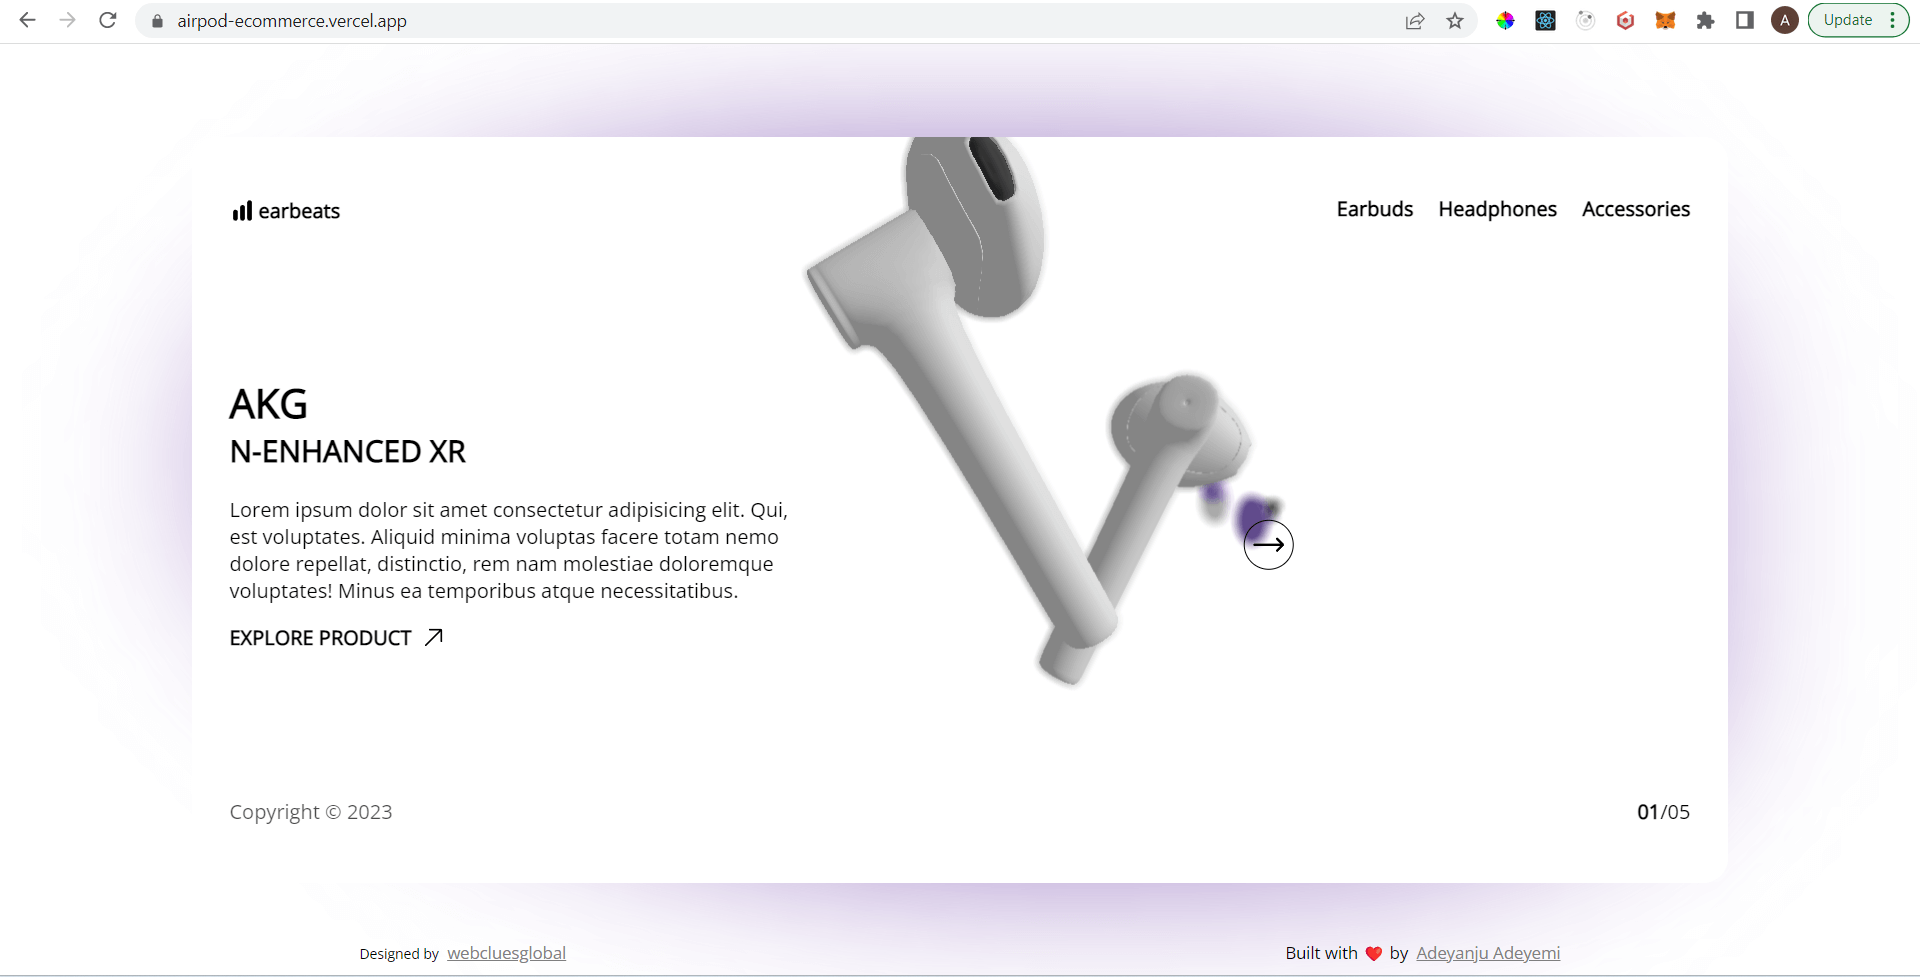 airpod-ecommerce.vercel.app
A
Update
earbeats
Earbuds Headphones Accessories
AKG
N-ENHANCED XR
Lorem ipsum dolor sit amet consectetur adipisicing elit. Qui,
est voluptates. Aliquid minima voluptas facere totam nemo
dolore repellat, distinctio, rem nam molestiae doloremque
voluptates! Minus ea temporibus atque necessitatibus.
EXPLORE PRODUCT
Copyright © 2023
01/05
Designed by webcluesglobal
Built with ❤️ by Adeyanju Adeyemi